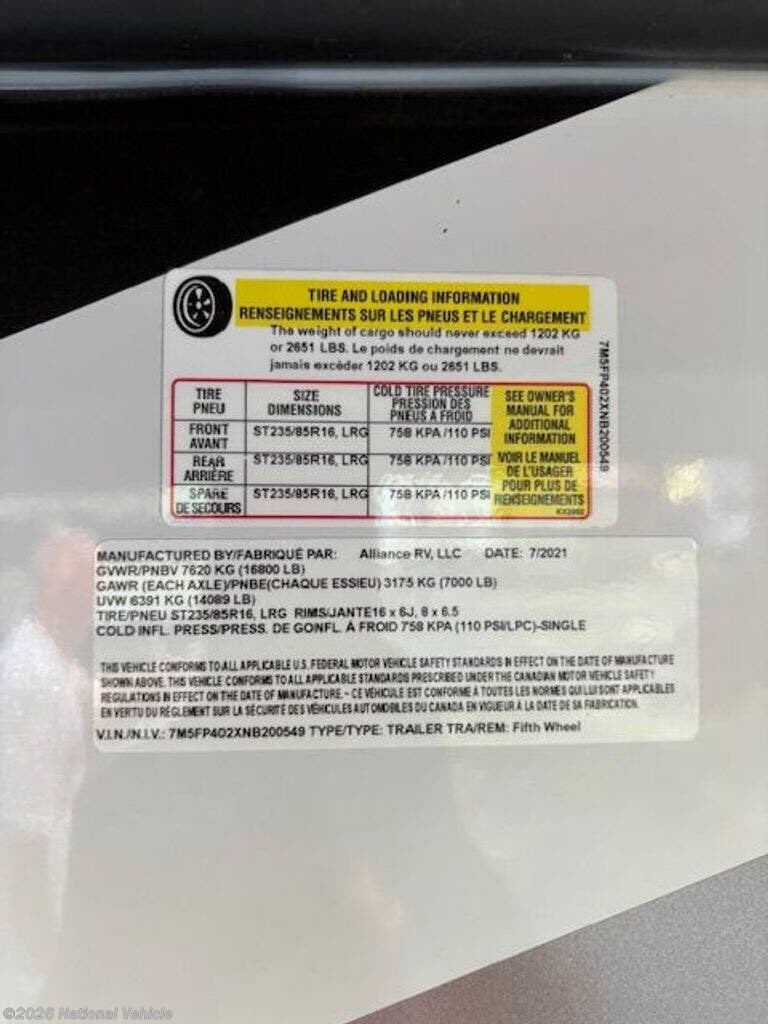 TIRE AND LOADING INFORMATION
RENSEIGNEMENTS SUR LES PNEUS ET LE CHARGEMENT
The weight of cargo should never exceed 1202 KG
or 2651 LBS. Le poids de chargement ne devrait
jamais excéder 1202 KG ou 2651 LBS.
TIRE PNEU SIZE DIMENSIONS COLD TIRE PRESSURE PRESSION DES PNEUS À FROID
FRONT AVANT ST235/85R16, LRG 758 KPA /110 PSI
REAR ARRIÈRE ST235/85R16, LRG 758 KPA /110 PSI
SPARE DE SECOURS ST235/85R16, LRG 758 KPA /110 PSI
SEE OWNER'S
MANUAL FOR
ADDITIONAL
INFORMATION
VOIR LE MANUEL
DE L'USAGER
POUR PLUS DE
RENSEIGNEMENTS
7M5FP402XNB200549
MANUFACTURED BY/FABRIQUÉ PAR: Alliance RV, LLC DATE: 7/2021
GVWR/PNBV 7620 KG (16800 LB)
GAWR (EACH AXLE)/PNBE(CHAQUE ESSIEU) 3175 KG (7000 LB)
UVW 6391 KG (14089 LB)
TIRE/PNEU ST235/85R16, LRG RIMS/JANTE16 x 6J, 8 x 6.5
COLD INFL. PRESS/PRESS. DE GONFL. À FROID 758 KPA (110 PSI/LPC)-SINGLE
THIS VEHICLE CONFORMS TO ALL APPLICABLE U.S. FEDERAL MOTOR VEHICLE SAFETY STANDARDS IN EFFECT ON THE DATE OF MANUFACTURE
SHOWN ABOVE. THIS VEHICLE CONFORMS TO ALL APPLICABLE STANDARDS PRESCRIBED UNDER THE CANADIAN MOTOR VEHICLE SAFETY
REGULATIONS IN EFFECT ON THE DATE OF MANUFACTURE. - CE VÉHICULE EST CONFORME À TOUTES LES NORMES QUI LUI SONT APPLICABLES
EN VERTU DU RÈGLEMENT SUR LA SÉCURITÉ DES VÉHICULES AUTOMOBILES DU CANADA EN VIGUEUR À LA DATE DE SA FABRICATION.
V.I.N./N.I.V.: 7M5FP402XNB200549 TYPE/TYPE: TRAILER TRA/REM: Fifth Wheel
©2026 National Vehicle